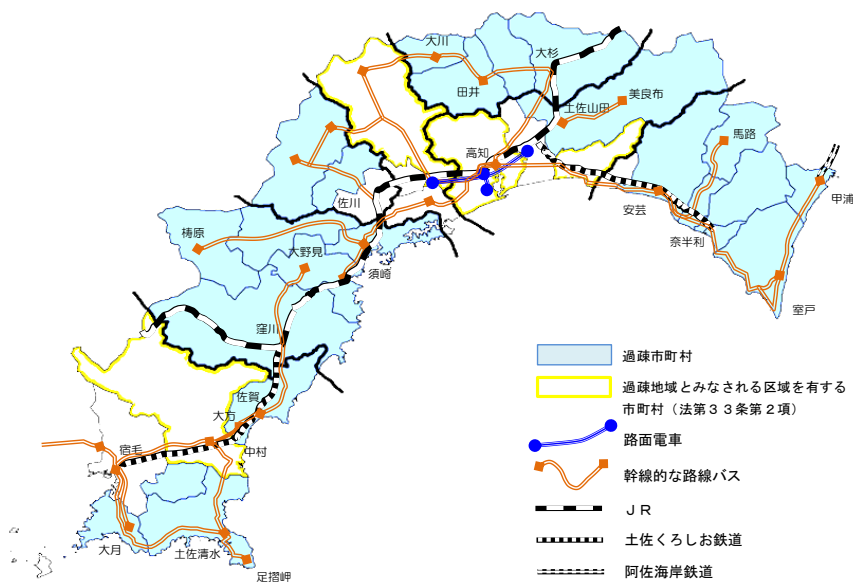 大川
大杉
田井
美良布
土佐山田
馬路
高知
佐川
安芸
甲浦
奈半利
梼原
大野見
須崎
室戸
窪川
佐賀
大方
中村
宿毛
大月
土佐清水
足摺岬
過疎市町村
過疎地域とみなされる区域を有する
市町村（法第３３条第２項）
路面電車
幹線的な路線バス
ＪＲ
土佐くろしお鉄道
阿佐海岸鉄道